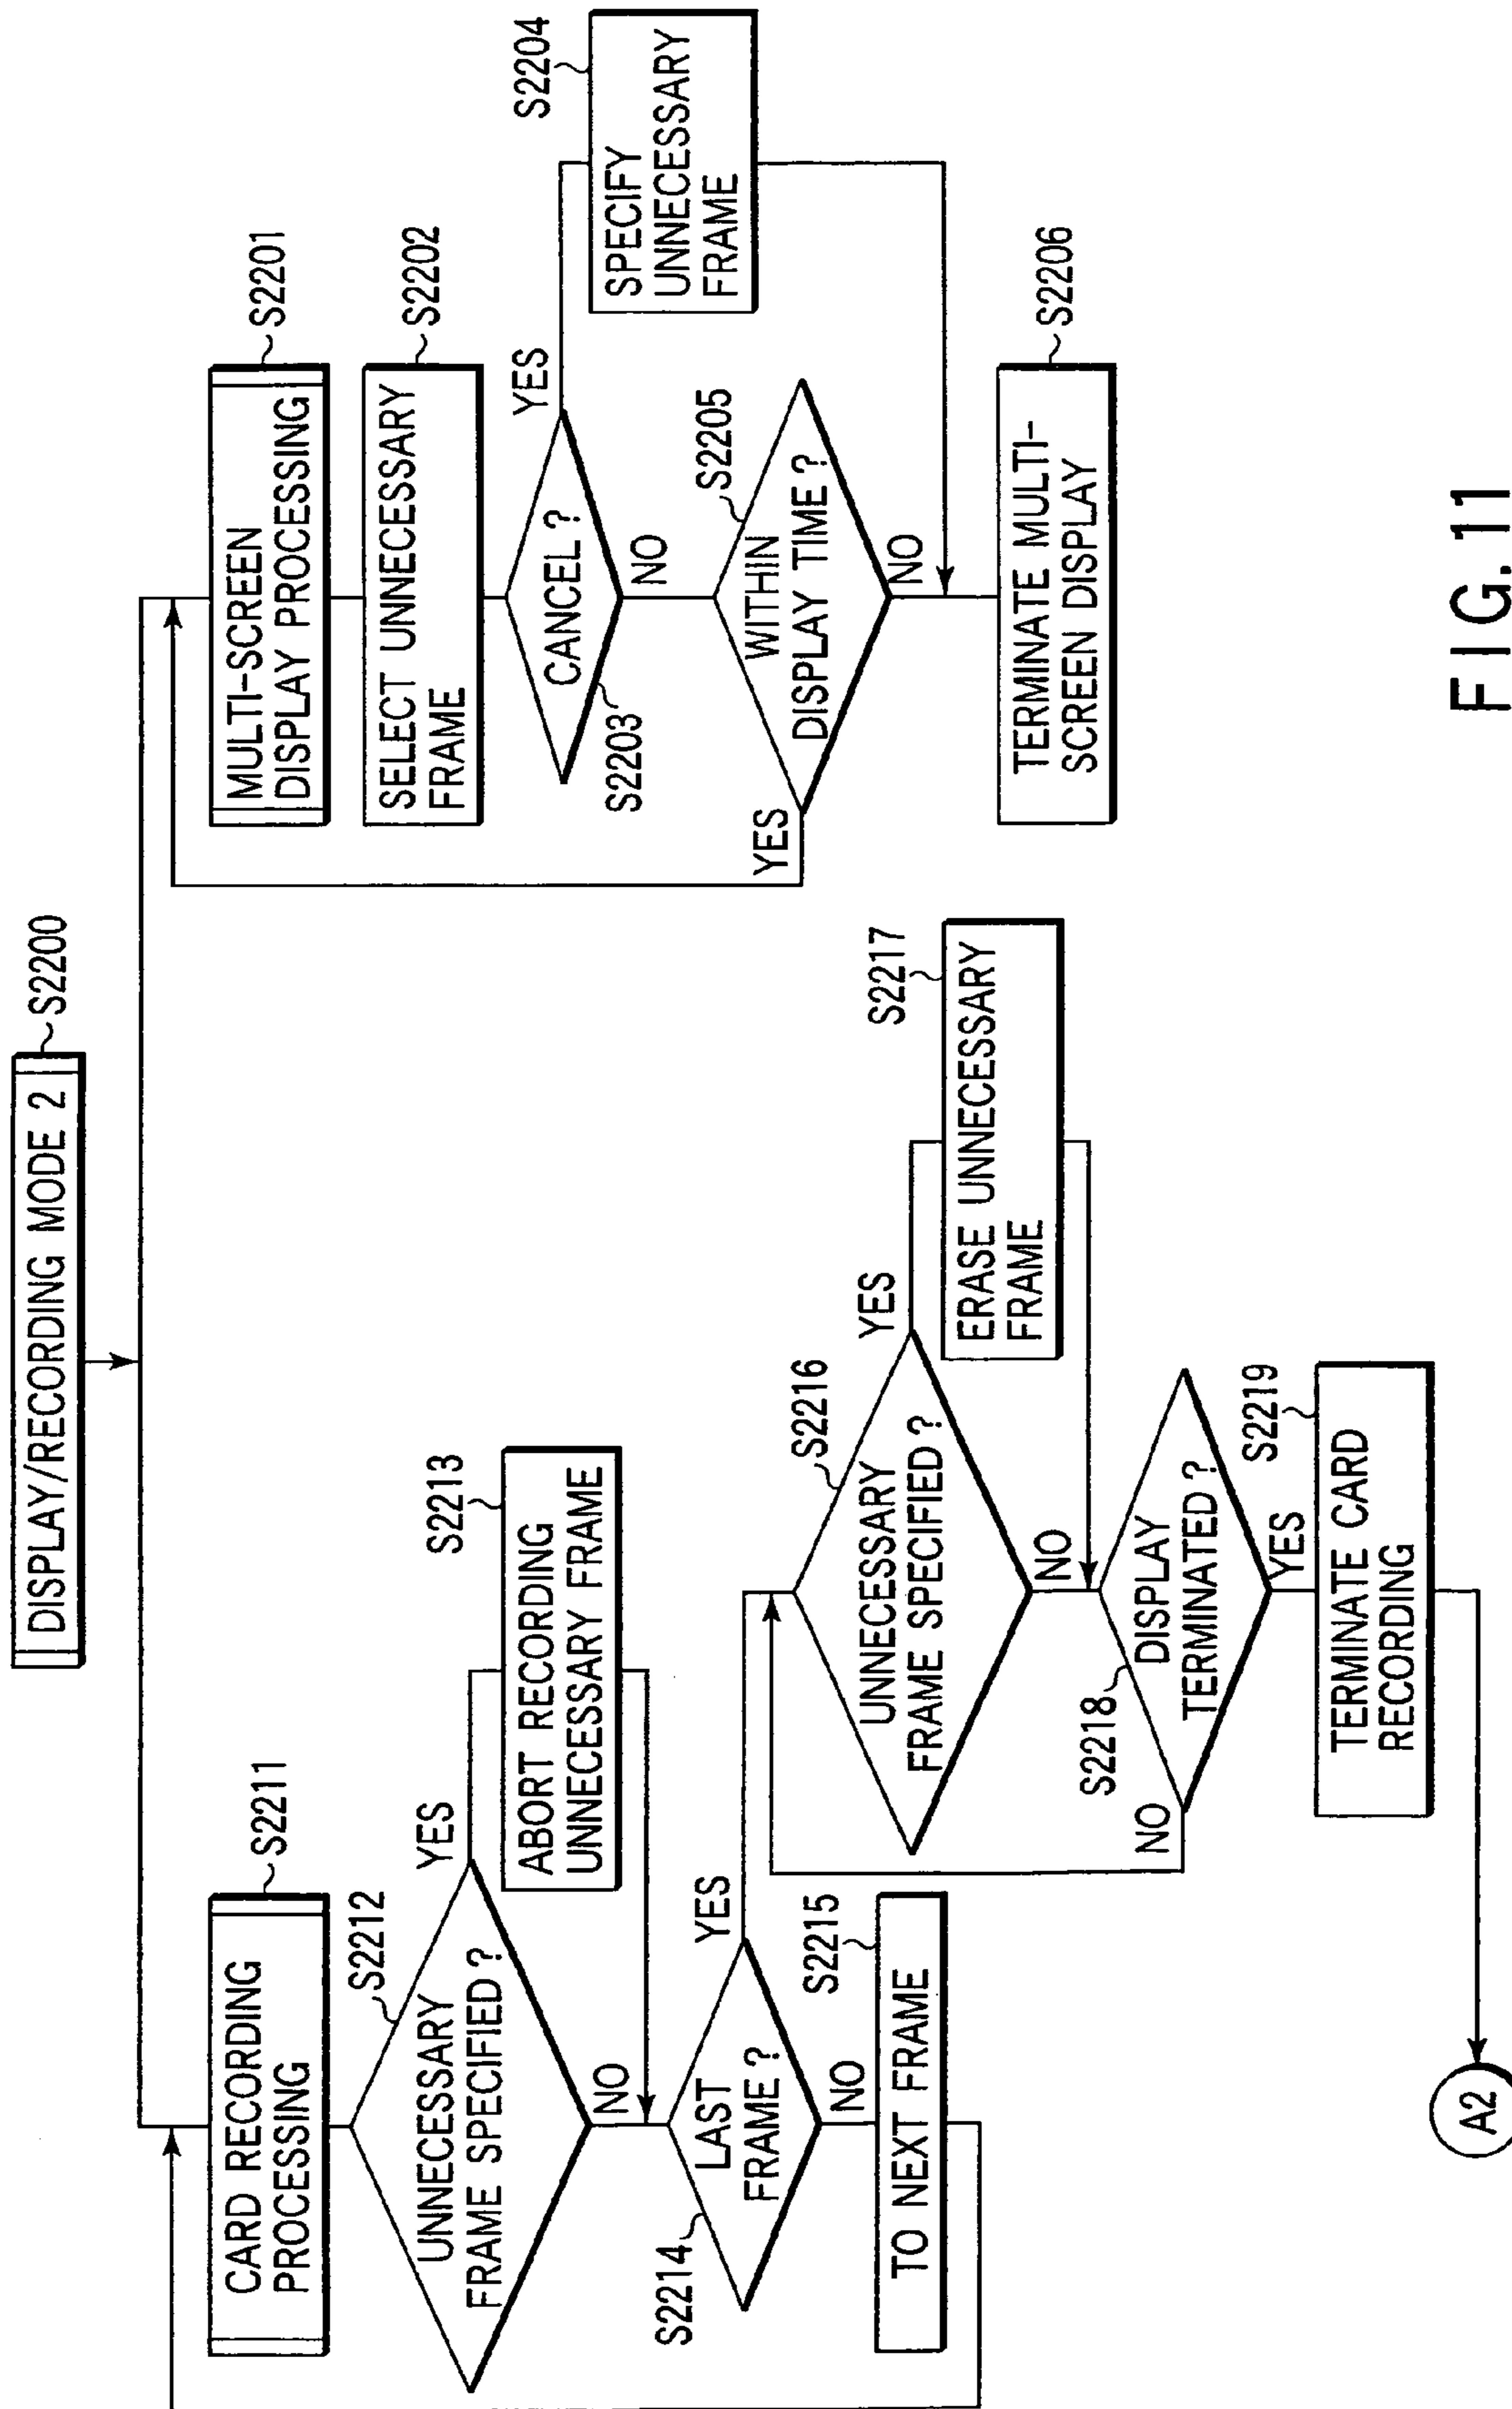 DISPLAY/RECORDING MODE 2
S2200
CARD RECORDING
PROCESSING
S2211
UNNECESSARY
FRAME SPECIFIED ?
S2212
YES
NO
ABORT RECORDING
UNNECESSARY FRAME
S2213
LAST
FRAME ?
S2214
YES
NO
TO NEXT FRAME
S2215
UNNECESSARY
FRAME SPECIFIED ?
S2216
YES
NO
ERASE UNNECESSARY
FRAME
S2217
DISPLAY
TERMINATED ?
S2218
NO
YES
TERMINATE CARD
RECORDING
S2219
A2
MULTI-SCREEN
DISPLAY PROCESSING
S2201
SELECT UNNECESSARY
FRAME
S2202
CANCEL ?
S2203
YES
NO
SPECIFY
UNNECESSARY
FRAME
S2204
WITHIN
DISPLAY TIME ?
S2205
YES
NO
TERMINATE MULTI-
SCREEN DISPLAY
S2206
FIG. 11